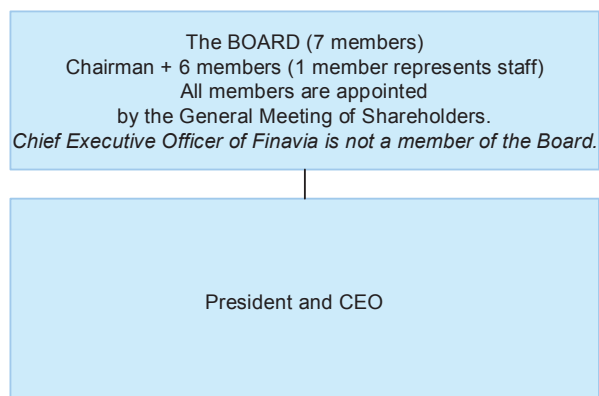 The BOARD (7 members)
Chairman + 6 members (1 member represents staff)
All members are appointed
by the General Meeting of Shareholders.
Chief Executive Officer of Finavia is not a member of the Board.
President and CEO